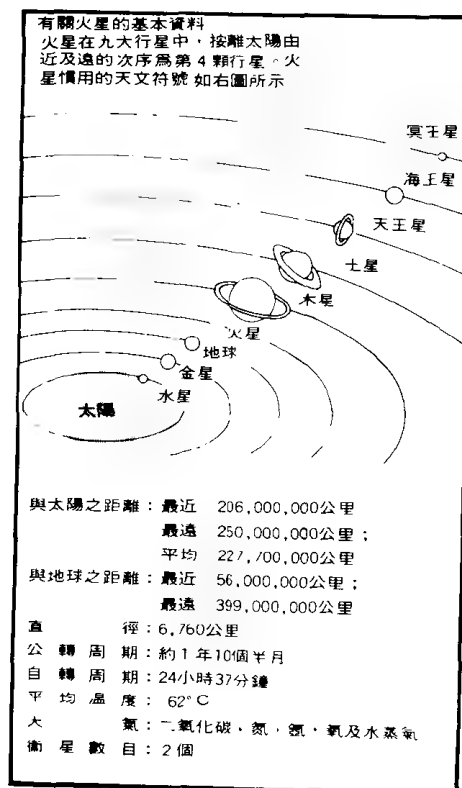 有關火星的基本資料
火星在九大行星中，按離太陽由
近及遠的次序爲第4顆行星。火
星慣用的天文符號如右圖所示
冥王星
海王星
天王星
土星
木星
火星
地球
金星
水星
太陽
與太陽之距離：最近 206,000,000公里
最遠 250,000,000公里；
平均 227,700,000公里
與地球之距離：最近 56,000,000公里；
最遠 399,000,000公里
直徑：6,760公里
公轉周期：約1年10個半月
自轉周期：24小時37分鐘
平均溫度： 62°C
大氣：二氧化碳、氮，氬，氧及水蒸氣
衞星數目：2個